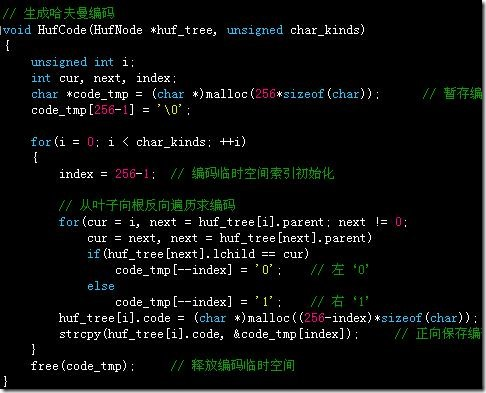 // 生成哈夫曼编码
void HufCode(HufNode *huf_tree, unsigned char_kinds)
{
    unsigned int i;
    int cur, next, index;
    char *code_tmp = (char *)malloc(256*sizeof(char));      // 暂存编
    code_tmp[256-1] = '\0';

    for(i = 0; i < char_kinds; ++i)
    {
        index = 256-1;  // 编码临时空间索引初始化

        // 从叶子向根反向遍历求编码
        for(cur = i, next = huf_tree[i].parent; next != 0;
            cur = next, next = huf_tree[next].parent)
            if(huf_tree[next].lchild == cur)
                code_tmp[--index] = '0';    // 左‘0’
            else
                code_tmp[--index] = '1';    // 右‘1’
        huf_tree[i].code = (char *)malloc((256-index)*sizeof(char));
        strcpy(huf_tree[i].code, &code_tmp[index]);     // 正向保存编
    }
    free(code_tmp);     // 释放编码临时空间
}